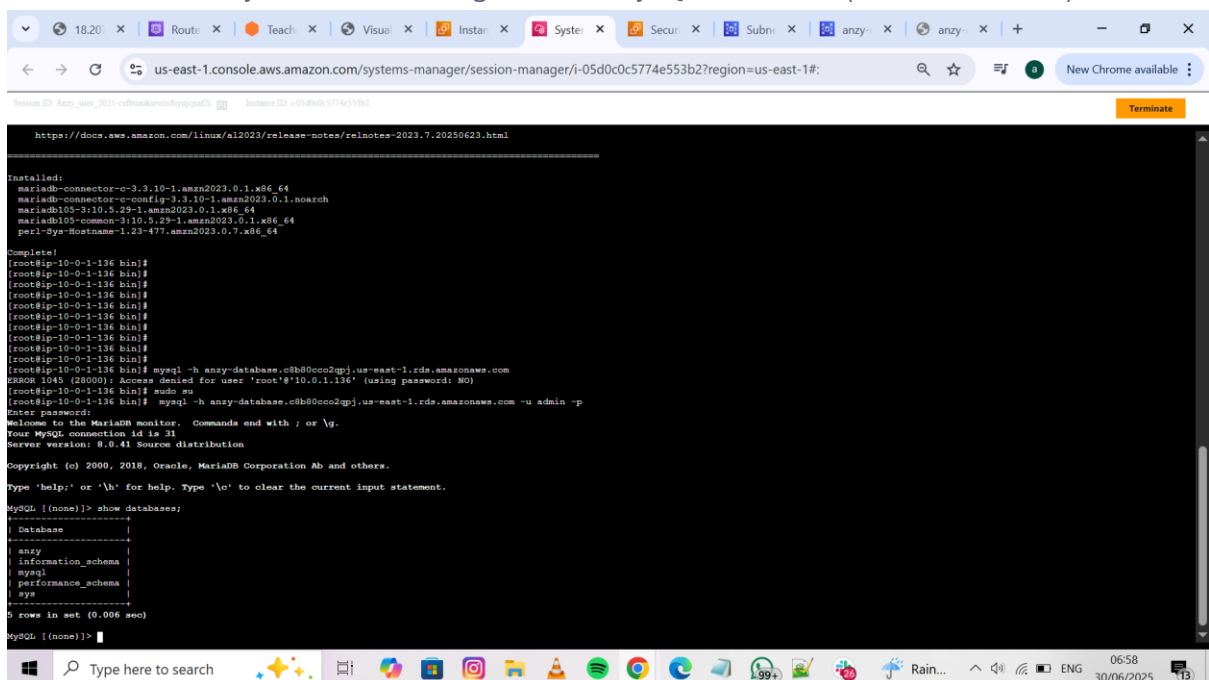 18.20 Route Teach Visual Instan System Securi Subne anzy- anzy-
us-east-1.console.aws.amazon.com/systems-manager/session-manager/i-05d0c0c5774e553b2?region=us-east-1#:
a New Chrome available
Instance ID: i-05d0c0c5774e553b2
Terminate
https://docs.aws.amazon.com/linux/al2023/release-notes/relnotes-2023.7.20250623.html
================================================================================
Installed:
mariadb-connector-c-3.3.10-1.amzn2023.0.1.x86_64
mariadb-connector-c-config-3.3.10-1.amzn2023.0.1.noarch
mariadb105-3:10.5.29-1.amzn2023.0.1.x86_64
mariadb105-common-3:10.5.29-1.amzn2023.0.1.x86_64
perl-Sys-Hostname-1.23-477.amzn2023.0.7.x86_64
Complete!
[root@ip-10-0-1-136 bin]#
[root@ip-10-0-1-136 bin]#
[root@ip-10-0-1-136 bin]#
[root@ip-10-0-1-136 bin]#
[root@ip-10-0-1-136 bin]#
[root@ip-10-0-1-136 bin]#
[root@ip-10-0-1-136 bin]#
[root@ip-10-0-1-136 bin]#
[root@ip-10-0-1-136 bin]#
[root@ip-10-0-1-136 bin]# mysql -h anzy-database.c8b80cco2qpj.us-east-1.rds.amazonaws.com
ERROR 1045 (28000): Access denied for user 'root'@'10.0.1.136' (using password: NO)
[root@ip-10-0-1-136 bin]# sudo su
[root@ip-10-0-1-136 bin]# mysql -h anzy-database.c8b80cco2qpj.us-east-1.rds.amazonaws.com -u admin -p
Enter password:
Welcome to the MariaDB monitor. Commands end with ; or \g.
Your MySQL connection id is 31
Server version: 8.0.41 Source distribution
Copyright (c) 2000, 2018, Oracle, MariaDB Corporation Ab and others.
Type 'help;' or '\h' for help. Type '\c' to clear the current input statement.
MySQL [(none)]> show databases;
+--------------------+
| Database |
+--------------------+
| anzy |
| information_schema |
| mysql |
| performance_schema |
| sys |
+--------------------+
5 rows in set (0.006 sec)
MySQL [(none)]>
Type here to search 99+ Rain... ENG 06:58
30/06/2025 13